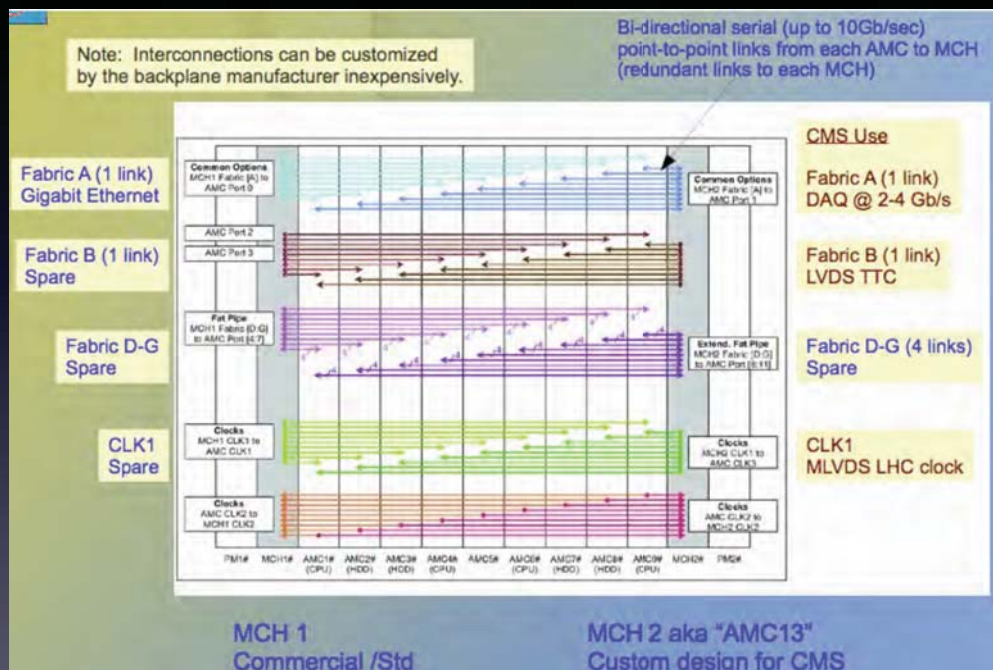 Note: Interconnections can be customized
by the backplane manufacturer inexpensively.
Bi-directional serial (up to 10Gb/sec)
point-to-point links from each AMC to MCH
(redundant links to each MCH)
Fabric A (1 link)
Gigabit Ethernet
Fabric B (1 link)
Spare
Fabric D-G
Spare
CLK1
Spare
Common Options
MCH1 Fabric [A] to
AMC Port 0
AMC Port 2
AMC Port 3
Fat Pipe
MCH1 Fabric [D:G]
to AMC Port [4:7]
Clocks
MCH1 CLK1 to
AMC CLK1
Clocks
AMC CLK2 to
MCH1 CLK2
Common Options
MCH2 Fabric [A] to
AMC Port 1
Extend. Fat Pipe
MCH2 Fabric [D:G]
to AMC Port [8:11]
Clocks
MCH2 CLK1 to
AMC CLK3
Clocks
AMC CLK2 to
MCH2 CLK2
CMS Use
Fabric A (1 link)
DAQ @ 2-4 Gb/s
Fabric B (1 link)
LVDS TTC
Fabric D-G (4 links)
Spare
CLK1
MLVDS LHC clock
PM1# MCH1# AMC1# AMC2# AMC3# AMC4# AMC5# AMC6# AMC7# AMC8# AMC9# MCH2# PM2#
(CPU) (HDD) (HDD) (CPU) (CPU) (HDD) (HDD) (CPU)
MCH 1
Commercial /Std
MCH 2 aka "AMC13"
Custom design for CMS